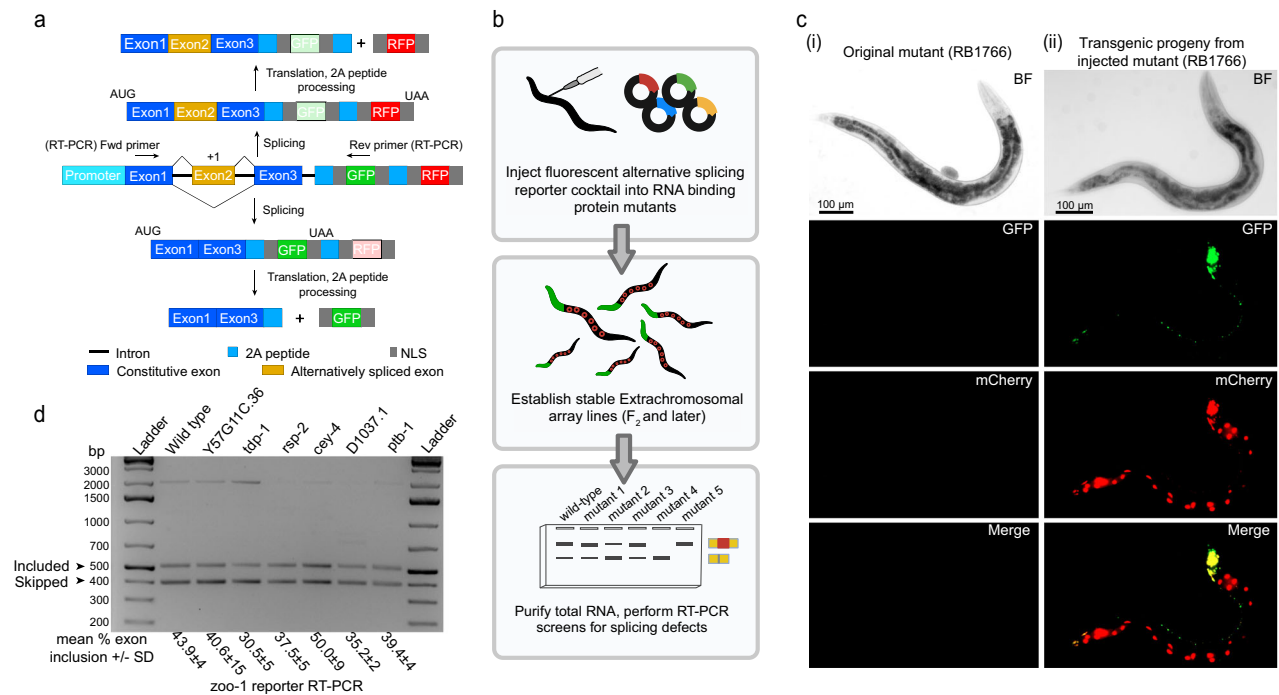 a
Exon1 Exon2 Exon3 GFP + RFP
Translation, 2A peptide
processing
AUG UAA
Exon1 Exon2 Exon3 GFP RFP
(RT-PCR) Fwd primer Splicing Rev primer (RT-PCR)
+1
Promoter Exon1 Exon2 Exon3 GFP RFP
Splicing
AUG UAA
Exon1 Exon3 GFP RFP
Translation, 2A peptide
processing
Exon1 Exon3 + GFP
Intron 2A peptide NLS
Constitutive exon Alternatively spliced exon
b
Inject fluorescent alternative splicing
reporter cocktail into RNA binding
protein mutants
Establish stable Extrachromosomal
array lines (F2 and later)
wild-type mutant 1 mutant 2 mutant 3 mutant 4 mutant 5
Purify total RNA, perform RT-PCR
screens for splicing defects
c
(i) Original mutant (RB1766)
BF
100 µm
GFP
mCherry
Merge
(ii) Transgenic progeny from
injected mutant (RB1766)
BF
100 µm
GFP
mCherry
Merge
d
bp Ladder Wild type Y57G11C.36 tdp-1 rsp-2 cey-4 D1037.1 ptb-1 Ladder
3000
2000
1500
1000
700
Included 500
Skipped 400
300
200
mean % exon
inclusion +/- SD
43.9±4 40.6±15 30.5±5 37.5±5 50.0±9 35.2±2 39.4±4
zoo-1 reporter RT-PCR